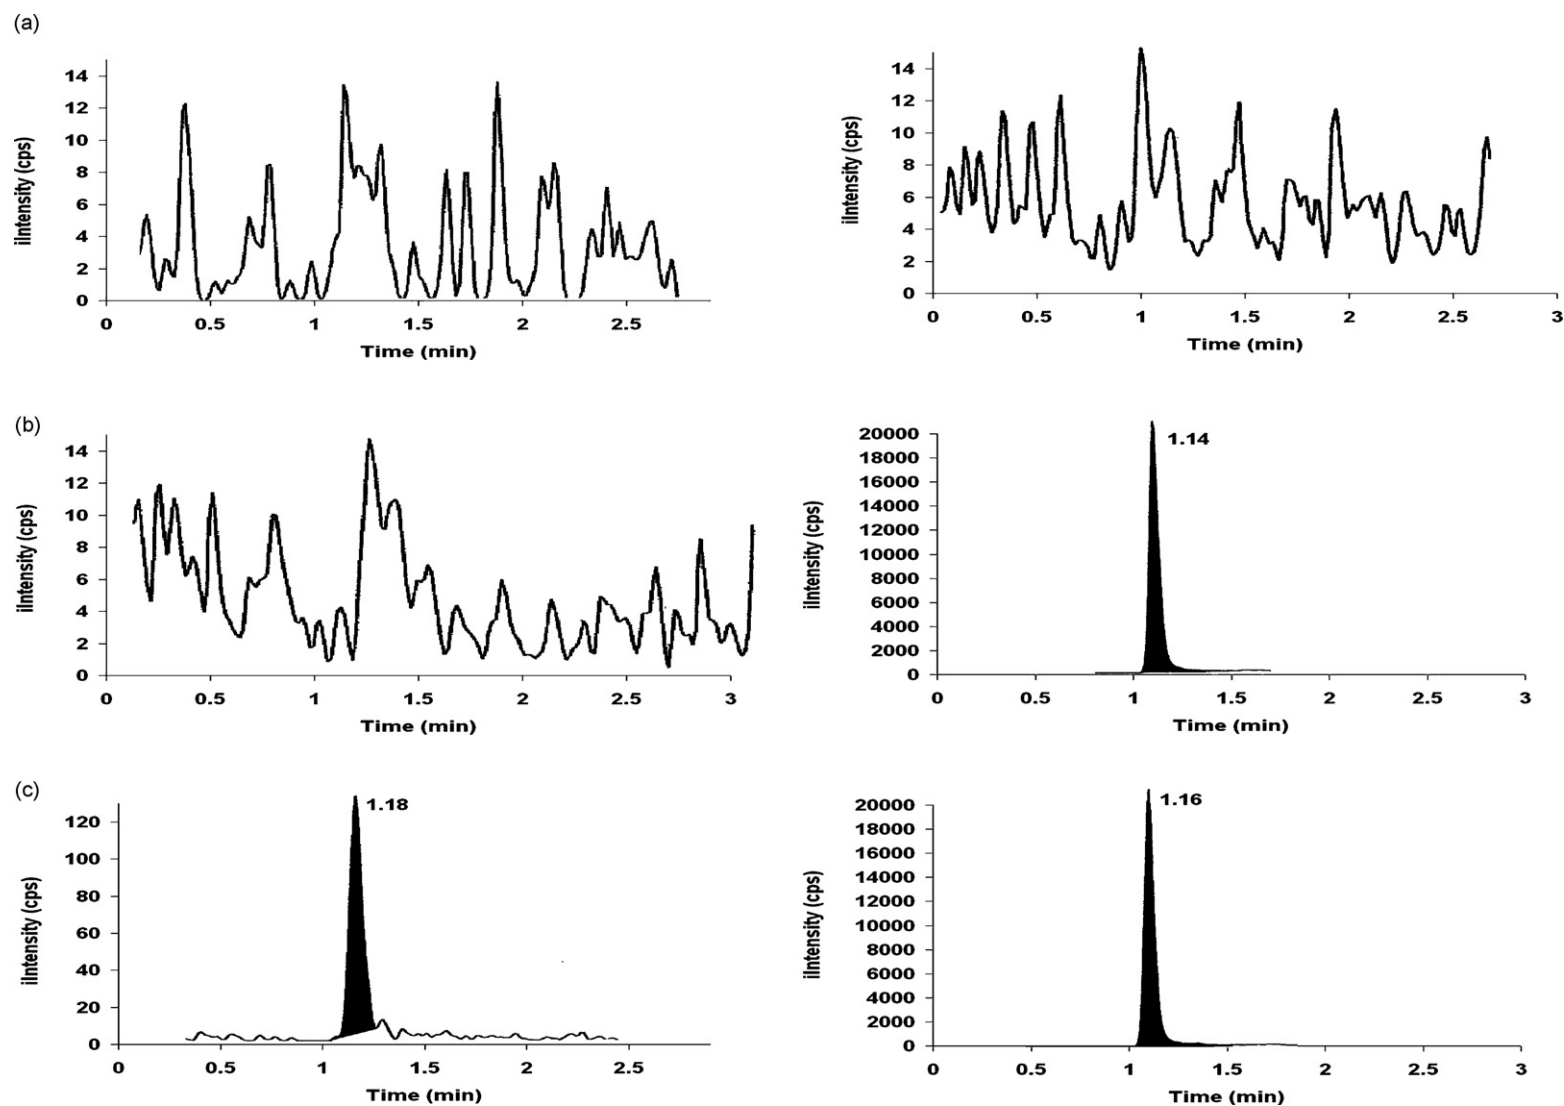 (a)
14
12
10
8
6
4
2
0
iIntensity (cps)
0 0.5 1 1.5 2 2.5
Time (min)
14
12
10
8
6
4
2
0
iIntensity (cps)
0 0.5 1 1.5 2 2.5 3
Time (min)
(b)
14
12
10
8
6
4
2
0
iIntensity (cps)
0 0.5 1 1.5 2 2.5 3
Time (min)
20000
18000
16000
14000
12000
10000
8000
6000
4000
2000
0
iIntensity (cps)
1.14
0 0.5 1 1.5 2 2.5 3
Time (min)
(c)
120
100
80
60
40
20
0
iIntensity (cps)
1.18
0 0.5 1 1.5 2 2.5
Time (min)
20000
18000
16000
14000
12000
10000
8000
6000
4000
2000
0
iIntensity (cps)
1.16
0 0.5 1 1.5 2 2.5 3
Time (min)